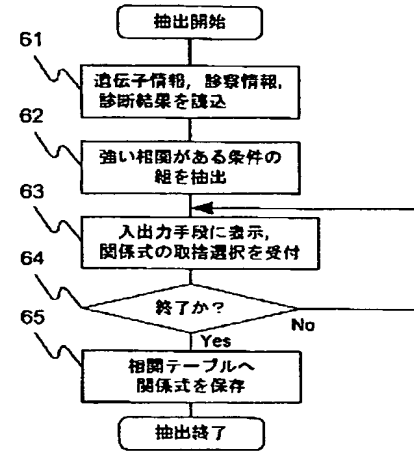 抽出開始
61
遺伝子情報，診察情報，
診断結果を読込
62
強い相関がある条件の
組を抽出
63
入出力手段に表示，
関係式の取捨選択を受付
64
終了か？
No
Yes
65
相関テーブルへ
関係式を保存
抽出終了